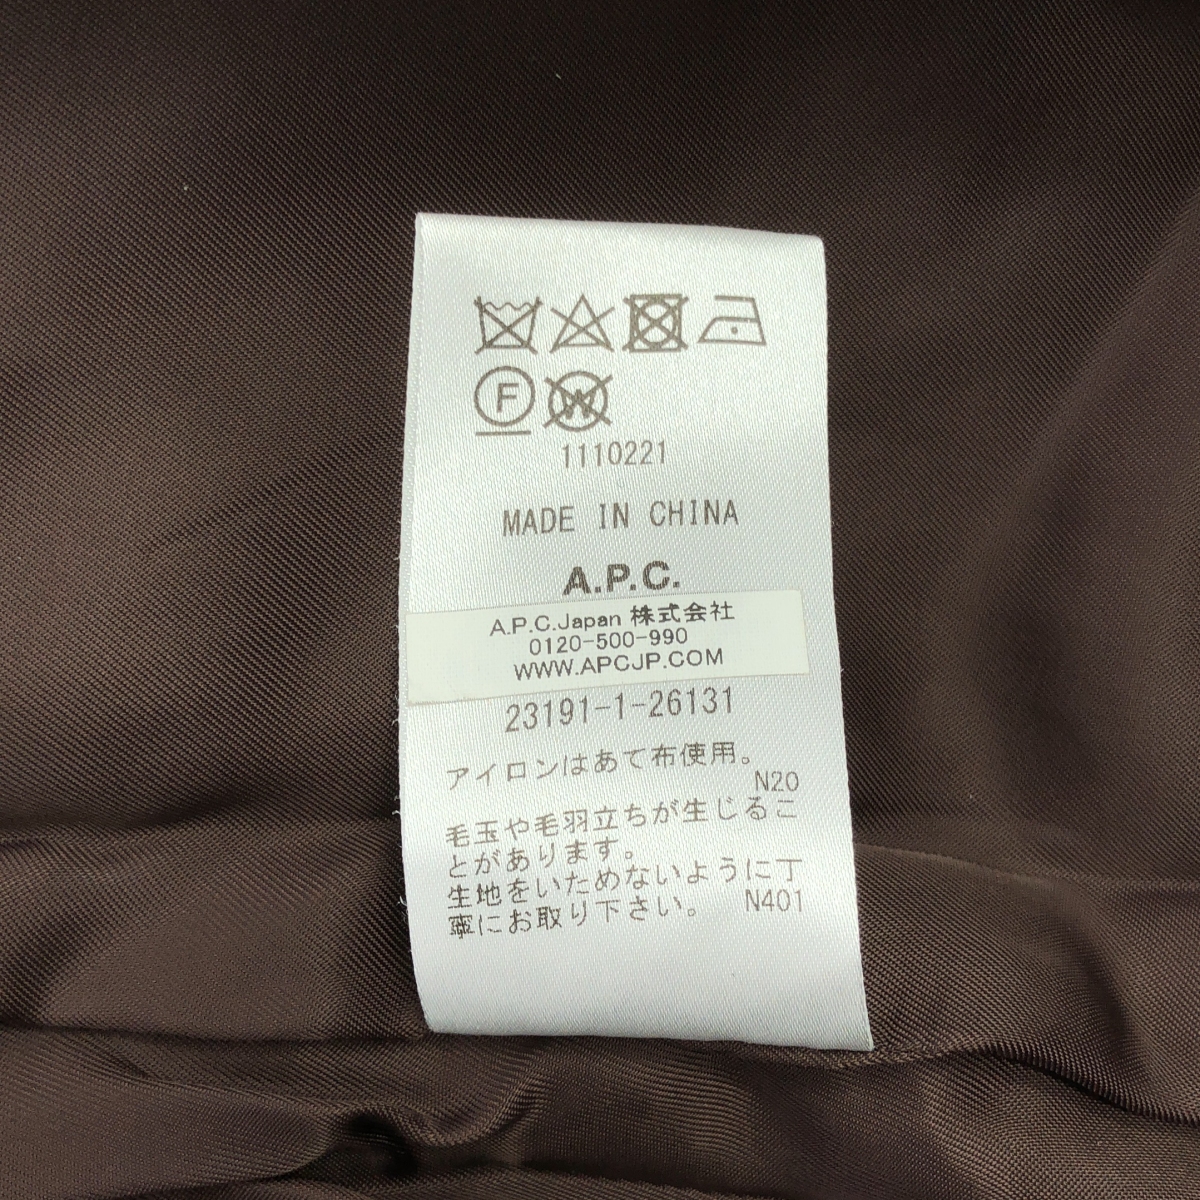 F W
1110221
MADE IN CHINA
A.P.C.
A.P.C.Japan 株式会社
0120-500-990
WWW.APCJP.COM
23191-1-26131
アイロンはあて布使用。
N20
毛玉や毛羽立ちが生じるこ
とがあります。
生地をいためないように丁
寧にお取り下さい。 N401